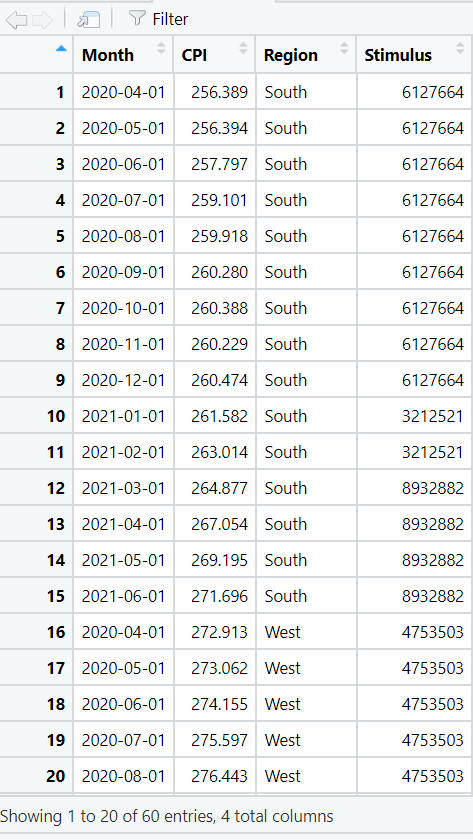 Filter
Month CPI Region Stimulus
1 2020-04-01 256.389 South 6127664
2 2020-05-01 256.394 South 6127664
3 2020-06-01 257.797 South 6127664
4 2020-07-01 259.101 South 6127664
5 2020-08-01 259.918 South 6127664
6 2020-09-01 260.280 South 6127664
7 2020-10-01 260.388 South 6127664
8 2020-11-01 260.229 South 6127664
9 2020-12-01 260.474 South 6127664
10 2021-01-01 261.582 South 3212521
11 2021-02-01 263.014 South 3212521
12 2021-03-01 264.877 South 8932882
13 2021-04-01 267.054 South 8932882
14 2021-05-01 269.195 South 8932882
15 2021-06-01 271.696 South 8932882
16 2020-04-01 272.913 West 4753503
17 2020-05-01 273.062 West 4753503
18 2020-06-01 274.155 West 4753503
19 2020-07-01 275.597 West 4753503
20 2020-08-01 276.443 West 4753503
Showing 1 to 20 of 60 entries, 4 total columns